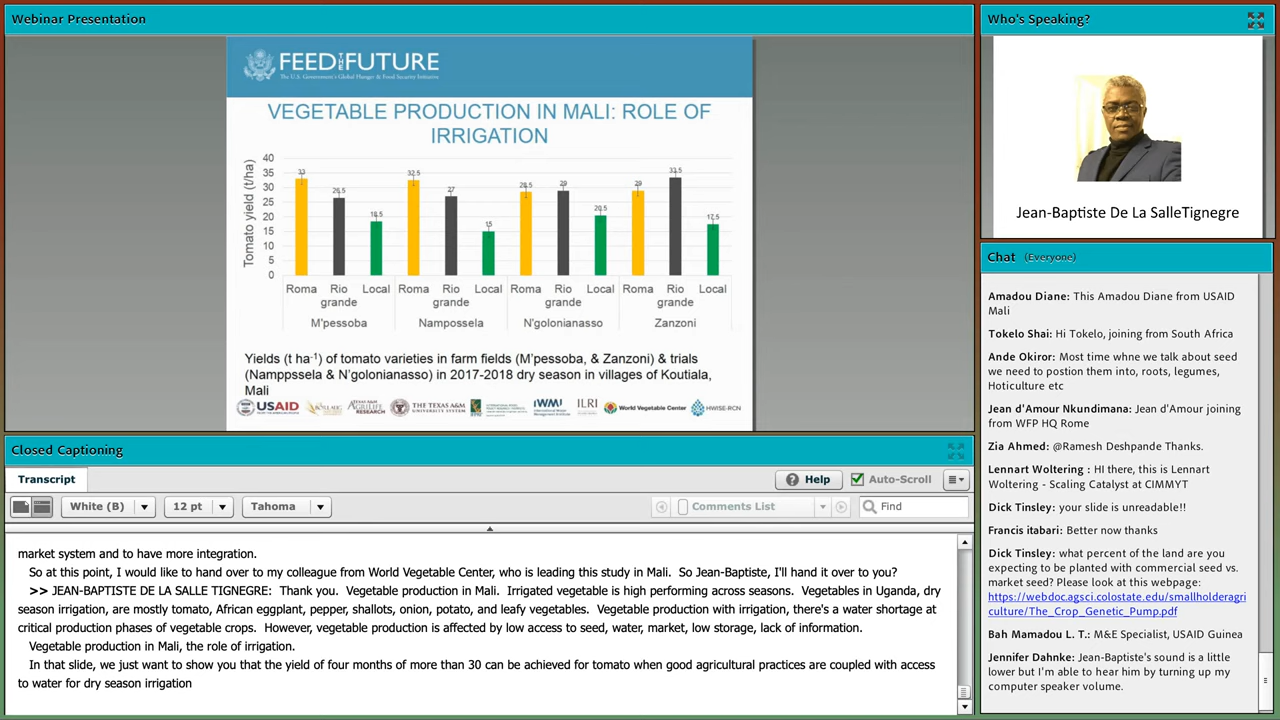 Webinar Presentation
FEED THE FUTURE
The U.S. Government's Global Hunger & Food Security Initiative
VEGETABLE PRODUCTION IN MALI: ROLE OF
IRRIGATION
Tomato yield (t/ha)
40
35
30
25
20
15
10
5
0
33
26.5
18.5
32.5
27
15
28.5
29
20.5
29
33.5
17.5
Roma Rio grande Local Roma Rio grande Local Roma Rio grande Local Roma Rio grande Local
M'pessoba Nampossela N'golonianasso Zanzoni
Yields (t ha-1) of tomato varieties in farm fields (M'pessoba, & Zanzoni) & trials
(Namppssela & N'golonianasso) in 2017-2018 dry season in villages of Koutiala,
Mali
USAID
TEXAS A&M
AGRILIFE
RESEARCH
THE TEXAS A&M
UNIVERSITY SYSTEM
IWMI
ILRI
World Vegetable Center
HWISE-RCN
Who's Speaking?
Jean-Baptiste De La SalleTignegre
Chat (Everyone)
Amadou Diane: This Amadou Diane from USAID
Mali
Tokelo Shai: Hi Tokelo, joining from South Africa
Ande Okiror: Most time whne we talk about seed
we need to postion them into, roots, legumes,
Hoticulture etc
Jean d'Amour Nkundimana: Jean d'Amour joining
from WFP HQ Rome
Zia Ahmed: @Ramesh Deshpande Thanks.
Lennart Woltering : HI there, this is Lennart
Woltering - Scaling Catalyst at CIMMYT
Dick Tinsley: your slide is unreadable!!
Francis itabari: Better now thanks
Dick Tinsley: what percent of the land are you
expecting to be planted with commercial seed vs.
market seed? Please look at this webpage:
https://webdoc.agsci.colostate.edu/smallholderagri
culture/The_Crop_Genetic_Pump.pdf
Bah Mamadou L. T.: M&E Specialist, USAID Guinea
Jennifer Dahnke: Jean-Baptiste's sound is a little
lower but I'm able to hear him by turning up my
computer speaker volume.
Closed Captioning
Transcript
Help
Auto-Scroll
White (B)
12 pt
Tahoma
Comments List
Find
market system and to have more integration.
So at this point, I would like to hand over to my colleague from World Vegetable Center, who is leading this study in Mali. So Jean-Baptiste, I'll hand it over to you?
>> JEAN-BAPTISTE DE LA SALLE TIGNEGRE: Thank you. Vegetable production in Mali. Irrigated vegetable is high performing across seasons. Vegetables in Uganda, dry
season irrigation, are mostly tomato, African eggplant, pepper, shallots, onion, potato, and leafy vegetables. Vegetable production with irrigation, there's a water shortage at
critical production phases of vegetable crops. However, vegetable production is affected by low access to seed, water, market, low storage, lack of information.
Vegetable production in Mali, the role of irrigation.
In that slide, we just want to show you that the yield of four months of more than 30 can be achieved for tomato when good agricultural practices are coupled with access
to water for dry season irrigation